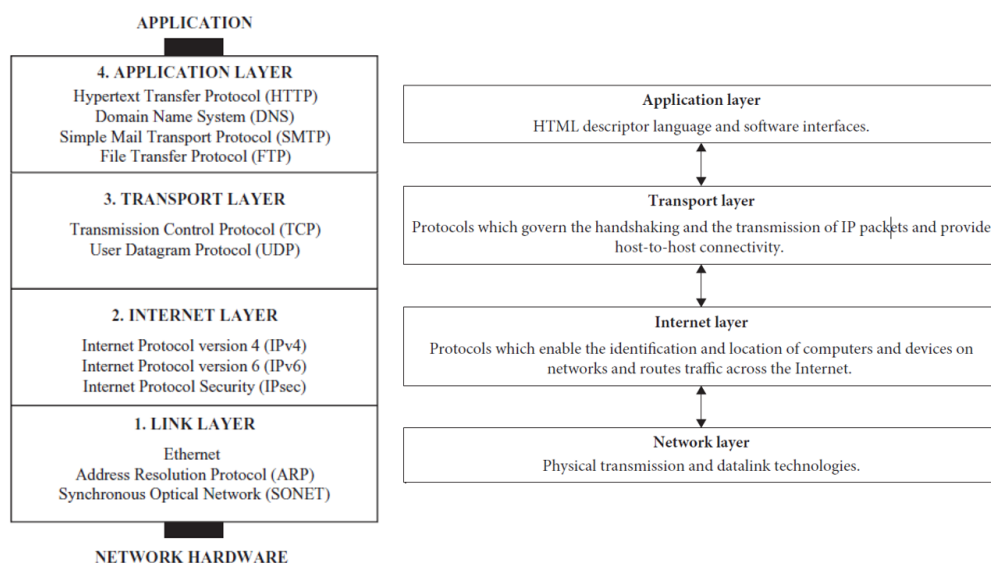 APPLICATION
4. APPLICATION LAYER
Hypertext Transfer Protocol (HTTP)
Domain Name System (DNS)
Simple Mail Transport Protocol (SMTP)
File Transfer Protocol (FTP)
3. TRANSPORT LAYER
Transmission Control Protocol (TCP)
User Datagram Protocol (UDP)
2. INTERNET LAYER
Internet Protocol version 4 (IPv4)
Internet Protocol version 6 (IPv6)
Internet Protocol Security (IPsec)
1. LINK LAYER
Ethernet
Address Resolution Protocol (ARP)
Synchronous Optical Network (SONET)
NETWORK HARDWARE
Application layer
HTML descriptor language and software interfaces.
Transport layer
Protocols which govern the handshaking and the transmission of IP packets and provide
host-to-host connectivity.
Internet layer
Protocols which enable the identification and location of computers and devices on
networks and routes traffic across the Internet.
Network layer
Physical transmission and datalink technologies.